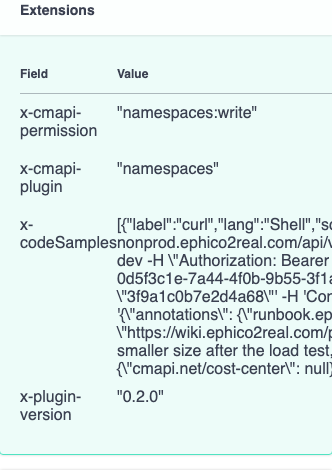 Extensions
Field Value
x-cmapi-permission "namespaces:write"
x-cmapi-plugin "namespaces"
x-codeSamples [{"label":"curl","lang":"Shell","so
nonprod.ephico2real.com/api/v
dev -H \"Authorization: Bearer
0d5f3c1e-7a44-4f0b-9b55-3f1a
\"3f9a1c0b7e2d4a68\"' -H 'Con
'{\"annotations\": {\"runbook.ep
\"https://wiki.ephico2real.com/p
smaller size after the load test,
{\"cmapi.net/cost-center\": null}
x-plugin-version "0.2.0"